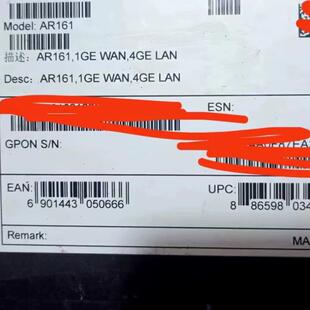 Model: AR161
描述: AR161,1GE WAN,4GE LAN
Desc: AR161,1GE WAN,4GE LAN
ESN:
GPON S/N:
EAN: UPC:
6 901443 050666 8 86598 034
Remark: MA